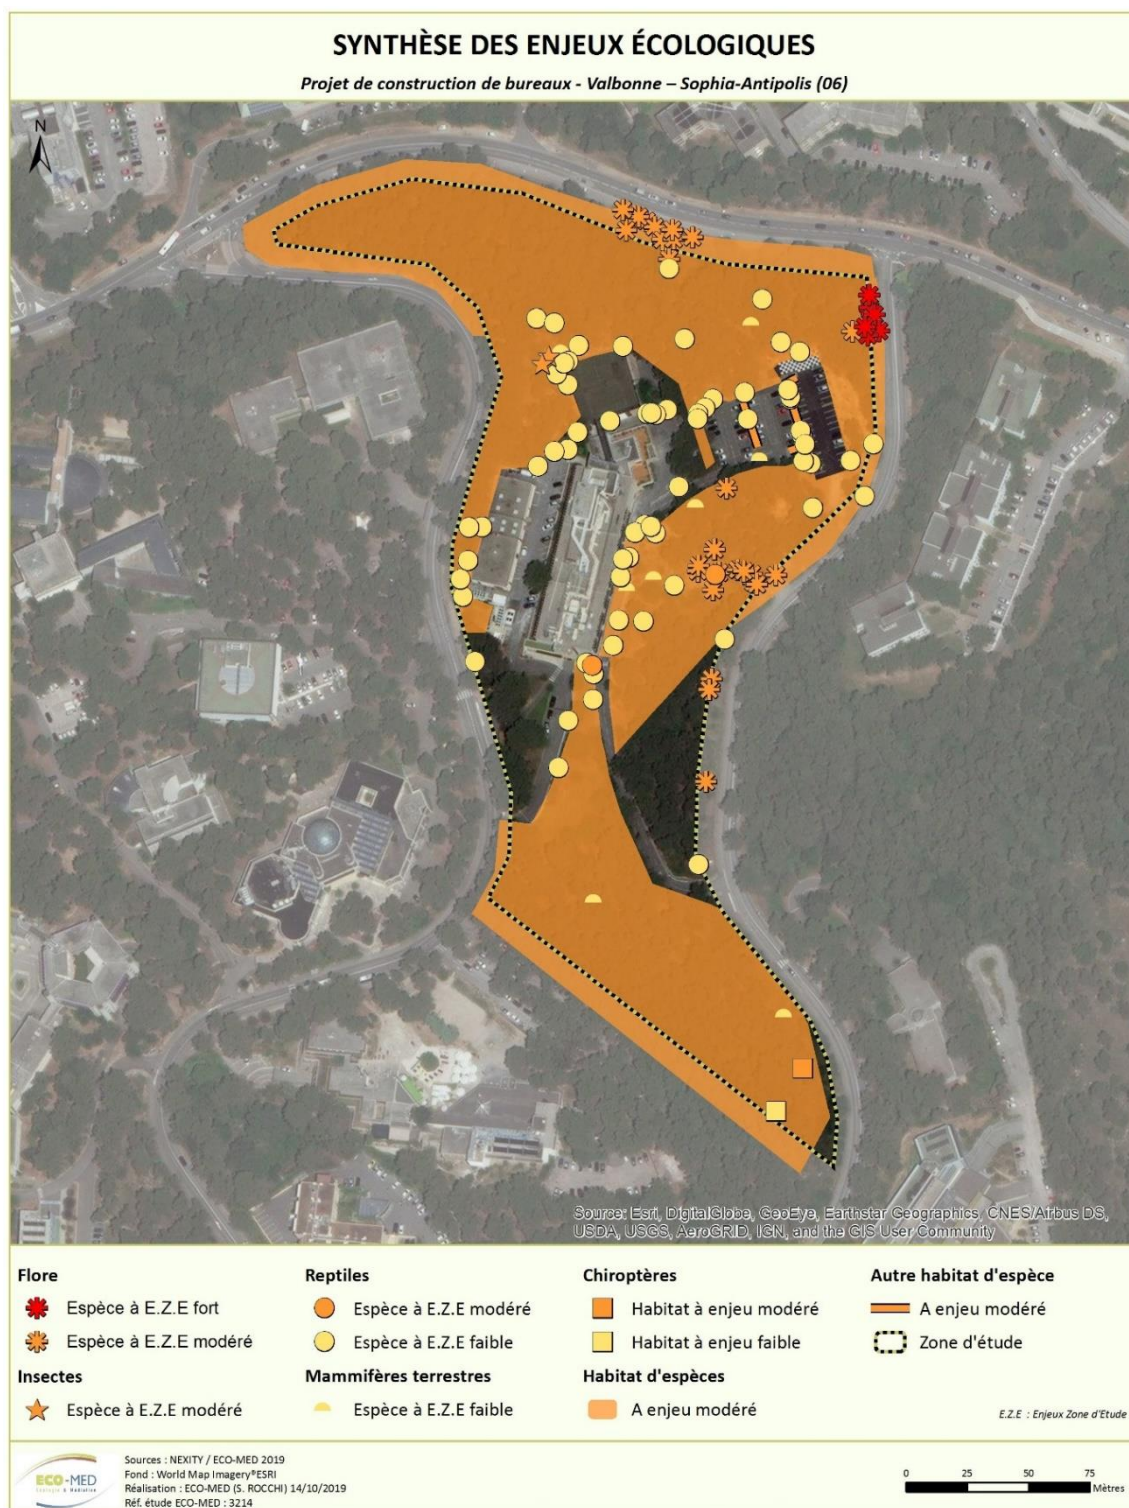 SYNTHÈSE DES ENJEUX ÉCOLOGIQUES
Projet de construction de bureaux - Valbonne – Sophia-Antipolis (06)
N
Source: Esri, DigitalGlobe, GeoEye, Earthstar Geographics, CNES/Airbus DS,
USDA, USGS, AeroGRID, IGN, and the GIS User Community
Flore
Espèce à E.Z.E fort
Espèce à E.Z.E modéré
Insectes
Espèce à E.Z.E modéré
Reptiles
Espèce à E.Z.E modéré
Espèce à E.Z.E faible
Mammifères terrestres
Espèce à E.Z.E faible
Chiroptères
Habitat à enjeu modéré
Habitat à enjeu faible
Habitat d'espèces
A enjeu modéré
Autre habitat d'espèce
A enjeu modéré
Zone d'étude
E.Z.E : Enjeux Zone d'Etude
ECO-MED
Ecologie & Médiation
Sources : NEXITY / ECO-MED 2019
Fond : World Map Imagery®ESRI
Réalisation : ECO-MED (S. ROCCHI) 14/10/2019
Réf. étude ECO-MED : 3214
0 25 50 75
Mètres